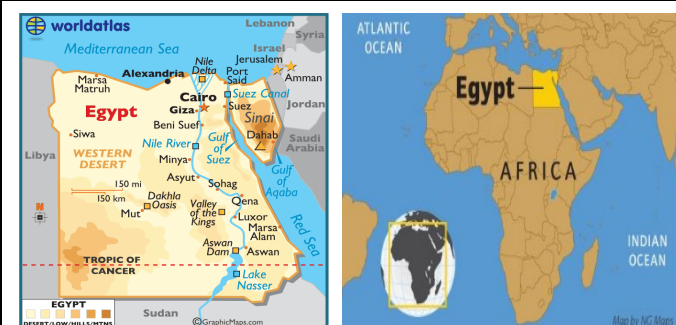 worldatlas
Lebanon
Syria
Mediterranean Sea
Israel
Nile
Delta
Jerusalem
Alexandria
Port
Said
Amman
Marsa
Matruh
Cairo
Suez Canal
Giza
Suez
Jordan
Egypt
Sinai
Beni Suef
Siwa
Dahab
Saudi
Arabia
Nile River
Gulf
of
Suez
WESTERN
DESERT
Libya
Minya
Gulf
of
Aqaba
Asyut
Sohag
150 mi
150 km
Dakhla
Oasis
Mut
Qena
Valley
of the
Kings
Luxor
Marsa
Alam
Red Sea
N
Aswan
Dam
Aswan
TROPIC OF
CANCER
Lake
Nasser
EGYPT
DESERT/LOW/HILLS/MTNS
Sudan
©GraphicMaps.com
ATLANTIC
OCEAN
Egypt
AFRICA
INDIAN
OCEAN
Map by NG Maps